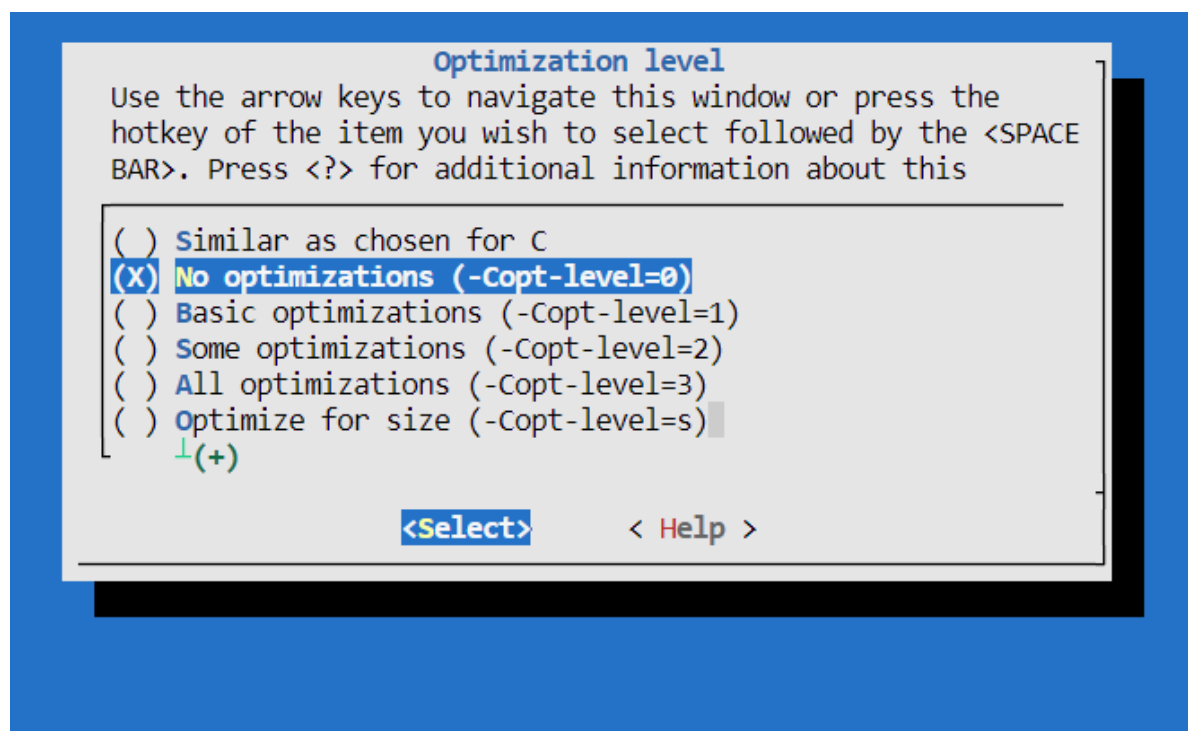 Optimization level
Use the arrow keys to navigate this window or press the
hotkey of the item you wish to select followed by the <SPACE
BAR>. Press <?> for additional information about this
( ) Similar as chosen for C
(X) No optimizations (-Copt-level=0)
( ) Basic optimizations (-Copt-level=1)
( ) Some optimizations (-Copt-level=2)
( ) All optimizations (-Copt-level=3)
( ) Optimize for size (-Copt-level=s)
┴(+)
<Select> < Help >